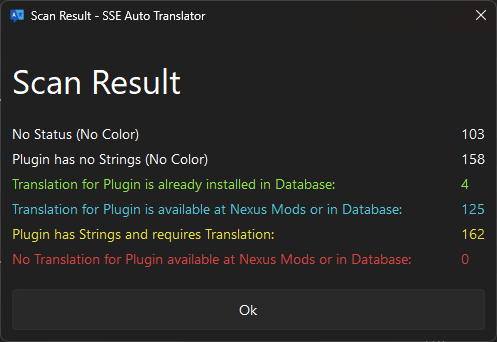 Scan Result - SSE Auto Translator
Scan Result
No Status (No Color) 103
Plugin has no Strings (No Color) 158
Translation for Plugin is already installed in Database: 4
Translation for Plugin is available at Nexus Mods or in Database: 125
Plugin has Strings and requires Translation: 162
No Translation for Plugin available at Nexus Mods or in Database: 0
Ok